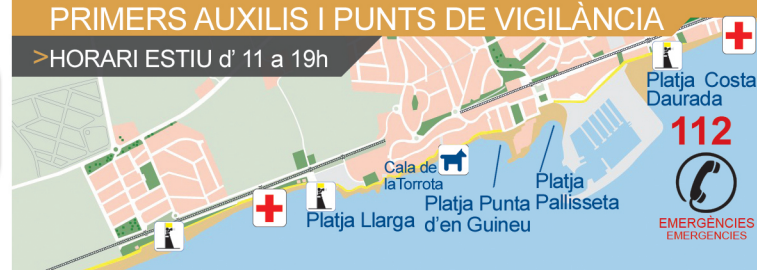 PRIMERS AUXILIS I PUNTS DE VIGILÀNCIA
>HORARI ESTIU d' 11 a 19h
Platja Costa
Daurada
112
EMERGÈNCIES
EMERGENCIES
Cala de
laTorrota
Platja
Pallisseta
Platja Punta
d'en Guineu
Platja Llarga